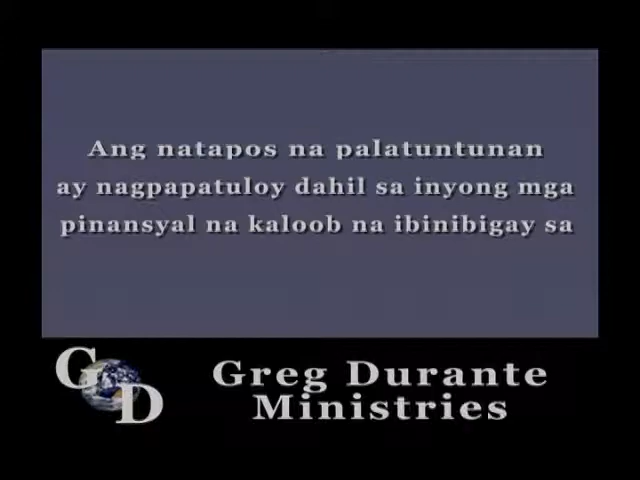 Ang natapos na palatuntunan
ay nagpapatuloy dahil sa inyong mga
pinansyal na kaloob na ibinibigay sa
GD
Greg Durante
Ministries